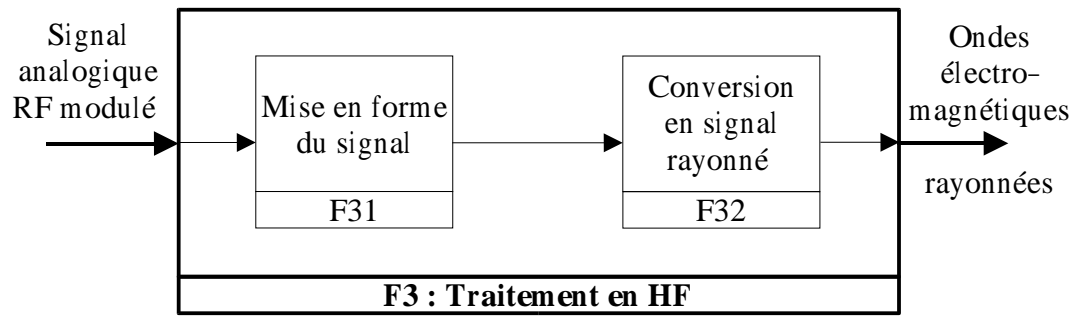 Signal
analogique
RF modulé
Mise en forme
du signal
F31
Conversion
en signal
rayonné
F32
Ondes
électro-
magnétiques
rayonnées
F3 : Traitement en HF